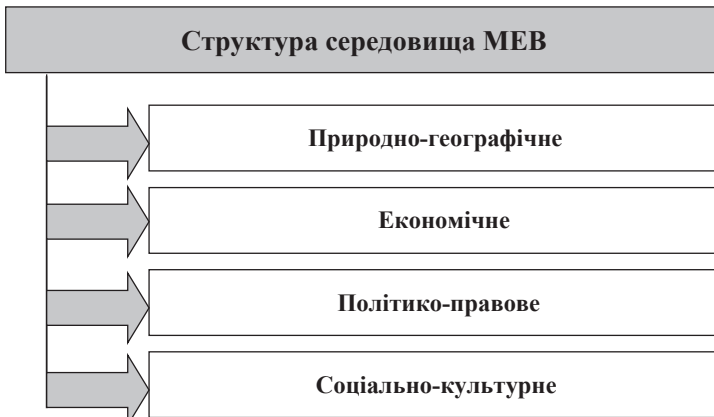 Структура середовища МЕВ
Природно-географічне
Економічне
Політико-правове
Соціально-культурне